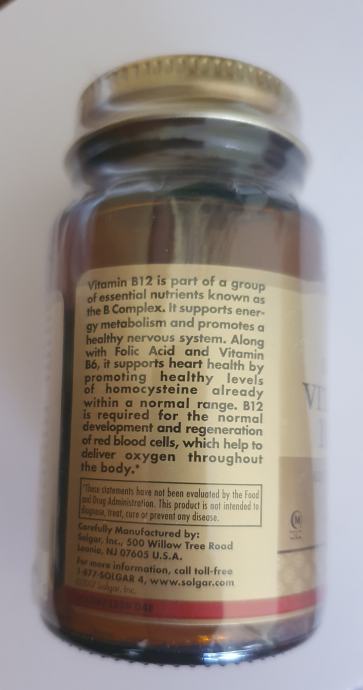 Vitamin B12 is part of a group
of essential nutrients known as
the B Complex. It supports ener-
gy metabolism and promotes a
healthy nervous system. Along
with Folic Acid and Vitamin
B6, it supports heart health by
promoting healthy levels
of homocysteine already
within a normal range. B12
is required for the normal
development and regeneration
of red blood cells, which help to
deliver oxygen throughout
the body.*
*These statements have not been evaluated by the Food
and Drug Administration. This product is not intended to
diagnose, treat, cure or prevent any disease.
Carefully Manufactured by:
Solgar, Inc., 500 Willow Tree Road
Leonia, NJ 07605 U.S.A.
For more information, call toll-free
1-877-SOLGAR 4, www.solgar.com
Solgar, Inc.